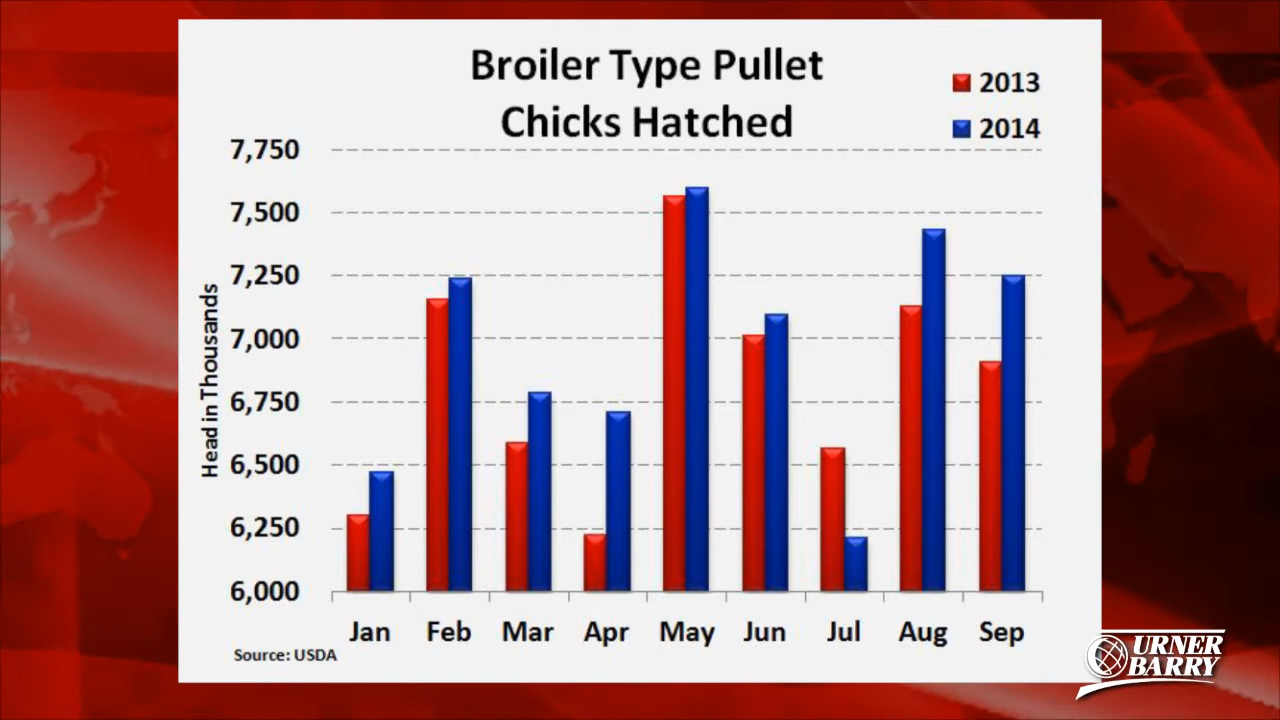 Broiler Type Pullet
Chicks Hatched
2013
2014
7,750
7,500
7,250
7,000
6,750
6,500
6,250
6,000
Head in Thousands
Jan Feb Mar Apr May Jun Jul Aug Sep
Source: USDA
URNER
BARRY